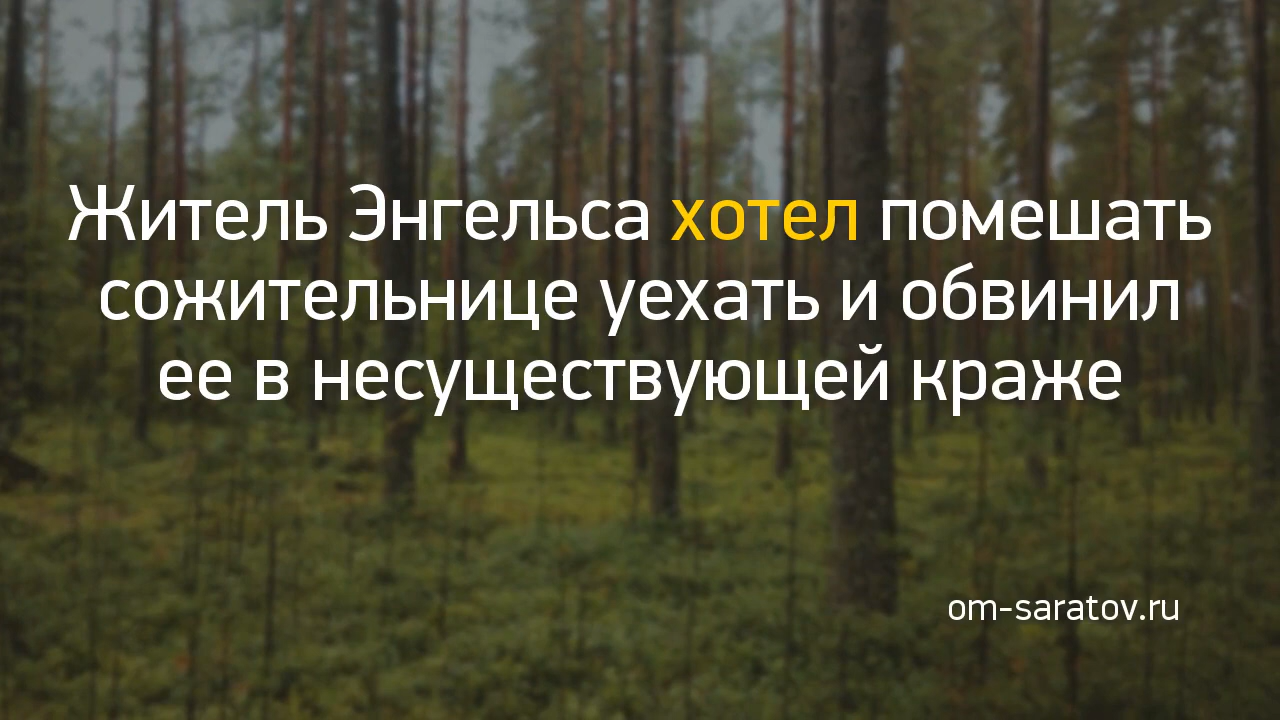 Житель Энгельса хотел помешать
сожительнице уехать и обвинил
ее в несуществующей краже
om-saratov.ru